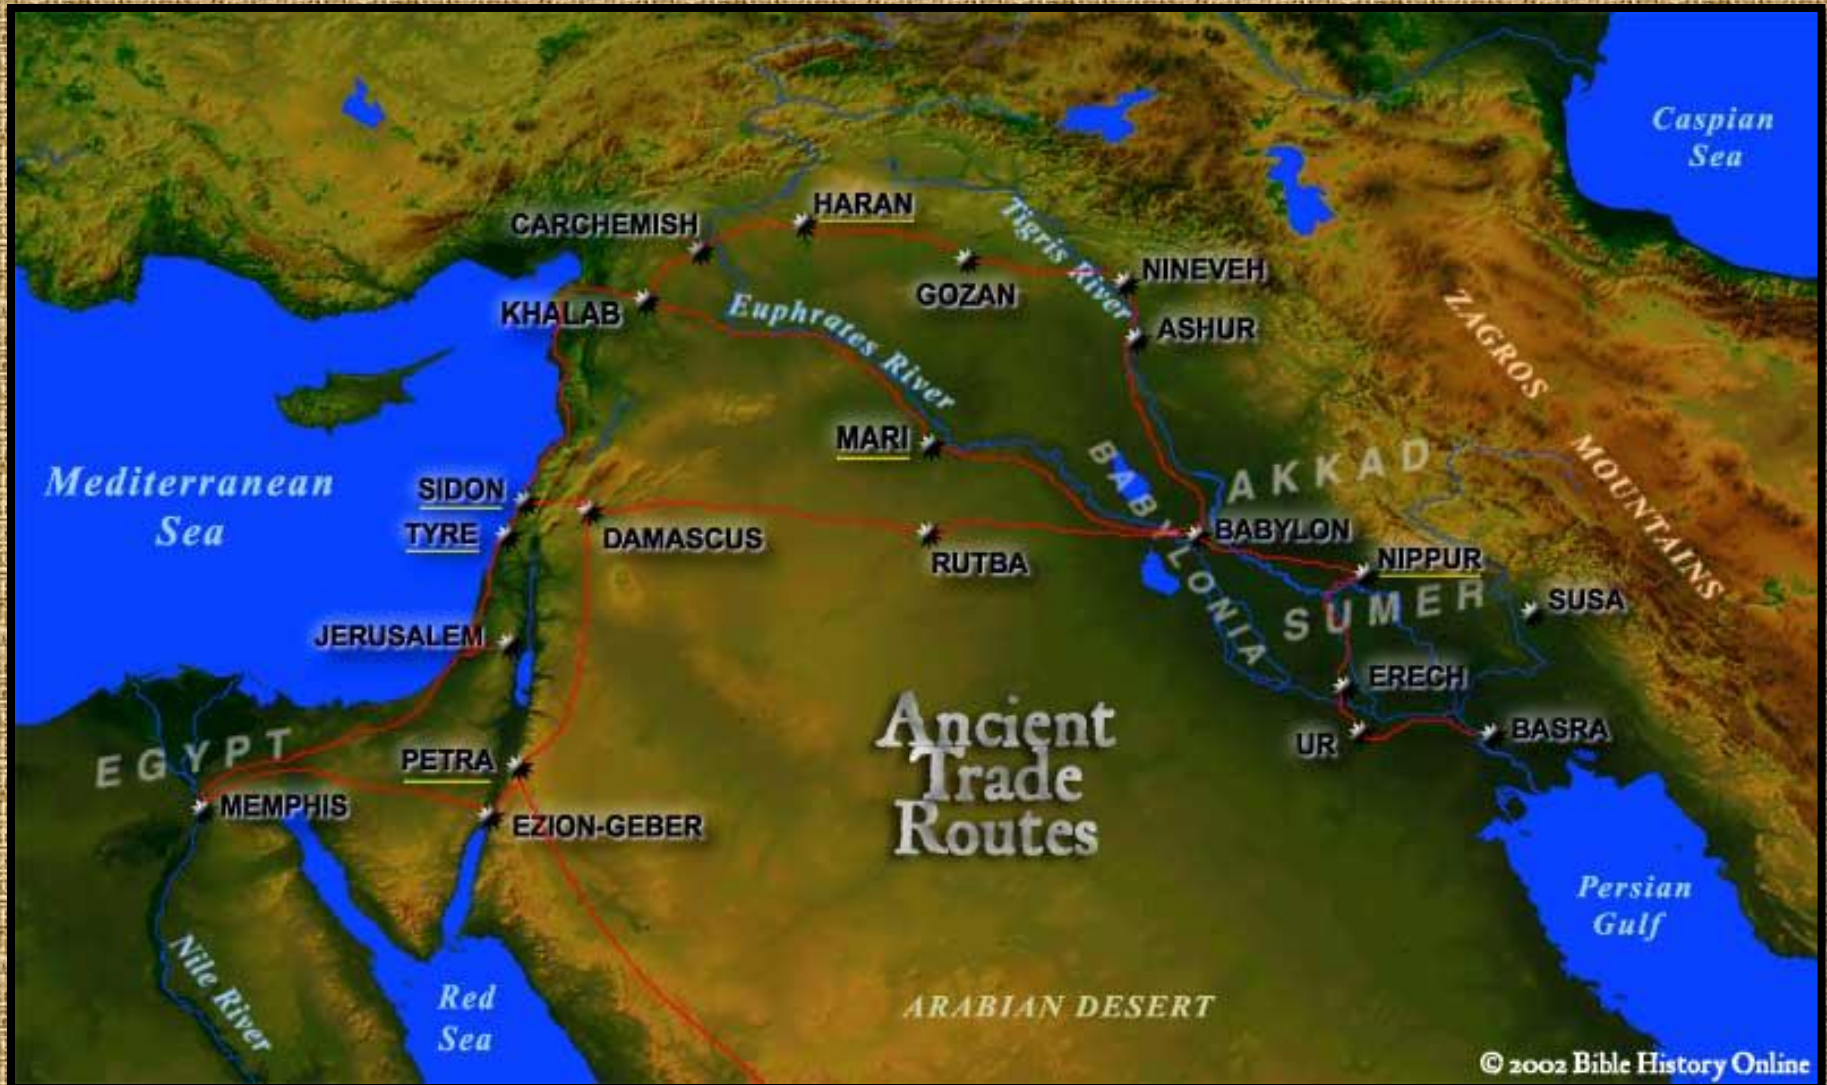 Caspian
Sea
HARAN
CARCHEMISH
Tigris River
NINEVEH
GOZAN
KHALAB
Euphrates River
ASHUR
ZAGROS
MOUNTAINS
MARI
BABYLONIA
AKKAD
Mediterranean
Sea
SIDON
TYRE
DAMASCUS
RUTBA
BABYLON
NIPPUR
SUMER
SUSA
JERUSALEM
ERECH
Ancient
Trade
Routes
UR
BASRA
EGYPT
PETRA
MEMPHIS
EZION-GEBER
Persian
Gulf
Nile River
Red
Sea
ARABIAN DESERT
© 2002 Bible History Online